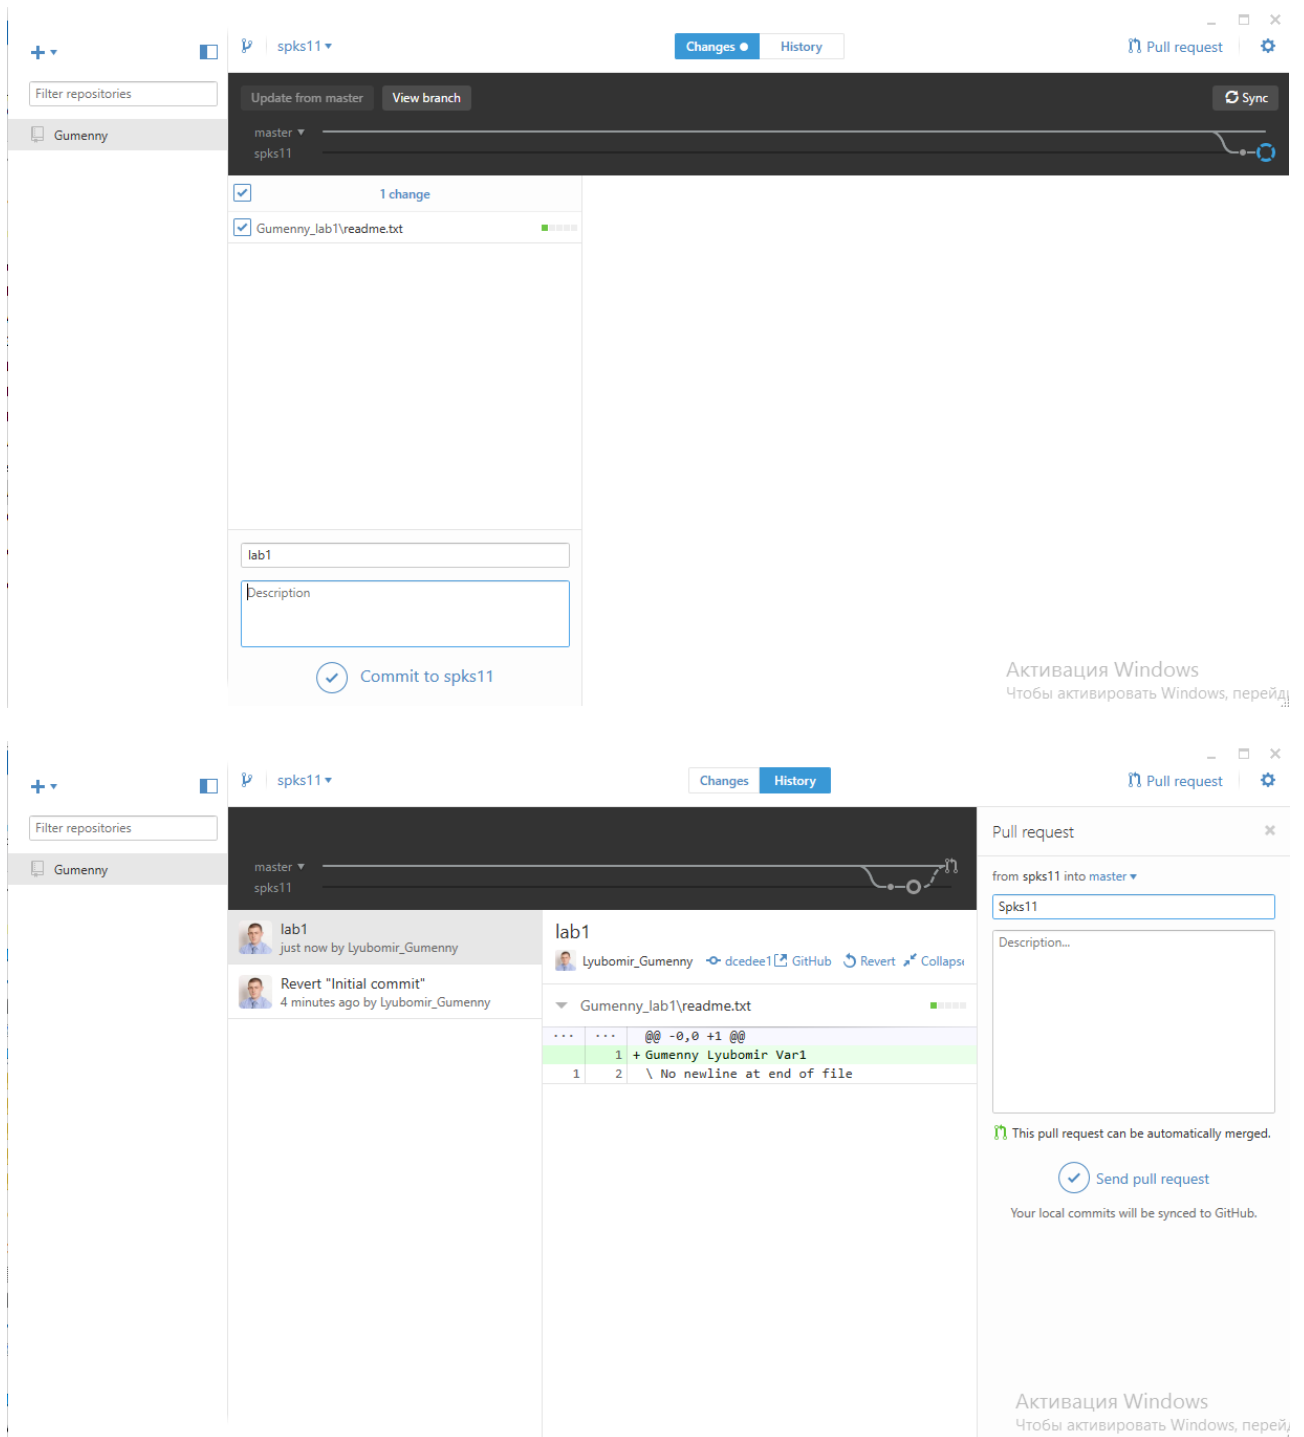 spks11
Changes
History
Pull request
Filter repositories
Gumenny
Update from master
View branch
Sync
master
spks11
1 change
Gumenny_lab1\readme.txt
lab1
Description
Commit to spks11
Активация Windows
Чтобы активировать Windows,
spks11
Changes
History
Pull request
Filter repositories
Gumenny
master
spks11
lab1
just now by Lyubomir_Gumenny
Revert "Initial commit"
4 minutes ago by Lyubomir_Gumenny
lab1
Lyubomir_Gumenny dcedee1 GitHub Revert Collapse
Gumenny_lab1\readme.txt
... ... @@ -0,0 +1 @@
1 + Gumenny Lyubomir Var1
1 2 \ No newline at end of file
Pull request
from spks11 into master
Spks11
Description...
This pull request can be automatically merged.
Send pull request
Your local commits will be synced to GitHub.
Активация Windows
Чтобы активировать Windows,